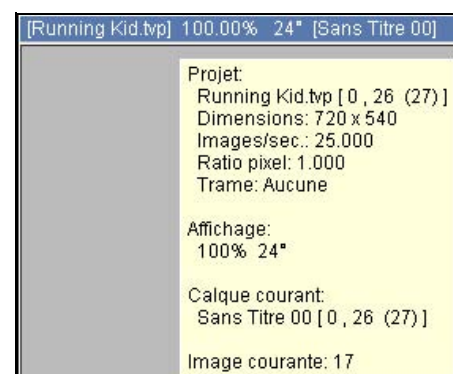 [Running Kid.tvp] 100.00% 24° [Sans Titre 00]
Projet:
Running Kid.tvp [ 0 , 26 (27) ]
Dimensions: 720 x 540
Images/sec.: 25.000
Ratio pixel: 1.000
Trame: Aucune
Affichage:
100% 24°
Calque courant:
Sans Titre 00 [ 0 , 26 (27) ]
Image courante: 17